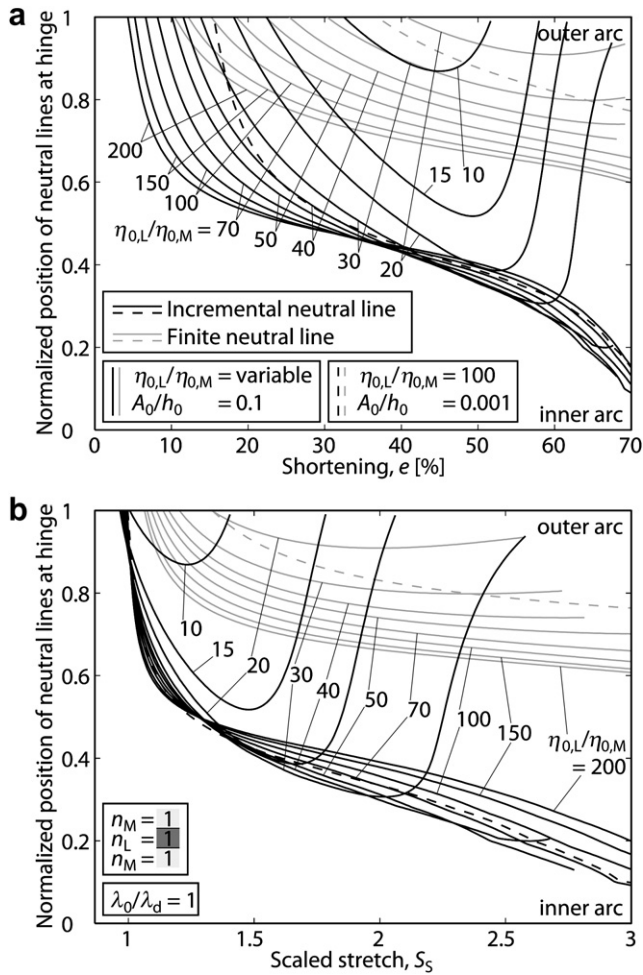 a
Normalized position of neutral lines at hinge
1
0.8
0.6
0.4
0.2
0
outer arc
200
150
100
η0,L/η0,M = 70
50
40
30
20
15
10
Incremental neutral line
Finite neutral line
η0,L/η0,M = variable
A0/h0 = 0.1
η0,L/η0,M = 100
A0/h0 = 0.001
inner arc
0 10 20 30 40 50 60 70
Shortening, e [%]
b
Normalized position of neutral lines at hinge
1
0.8
0.6
0.4
0.2
0
outer arc
10
15
20
30
40
50
70
100
150
η0,L/η0,M
= 200
nM = 1
nL = 1
nM = 1
λ0/λd = 1
inner arc
1 1.5 2 2.5 3
Scaled stretch, SS